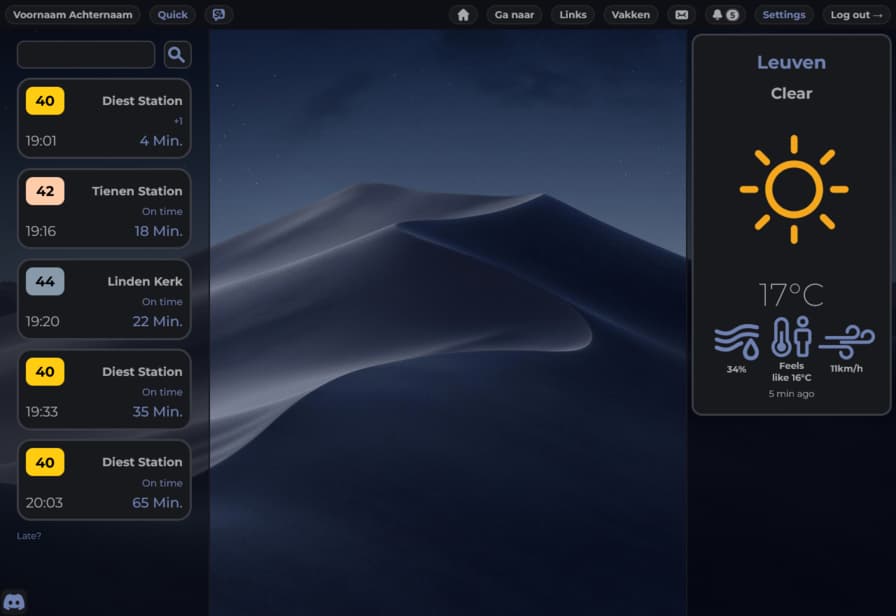 Voornaam Achternaam Quick Ga naar Links Vakken 5 Settings Log out →
40 Diest Station
+1
19:01 4 Min.
42 Tienen Station
On time
19:16 18 Min.
44 Linden Kerk
On time
19:20 22 Min.
40 Diest Station
On time
19:33 35 Min.
40 Diest Station
On time
20:03 65 Min.
Late?
Leuven
Clear
17°C
34% Feels 11km/h
like 16°C
5 min ago